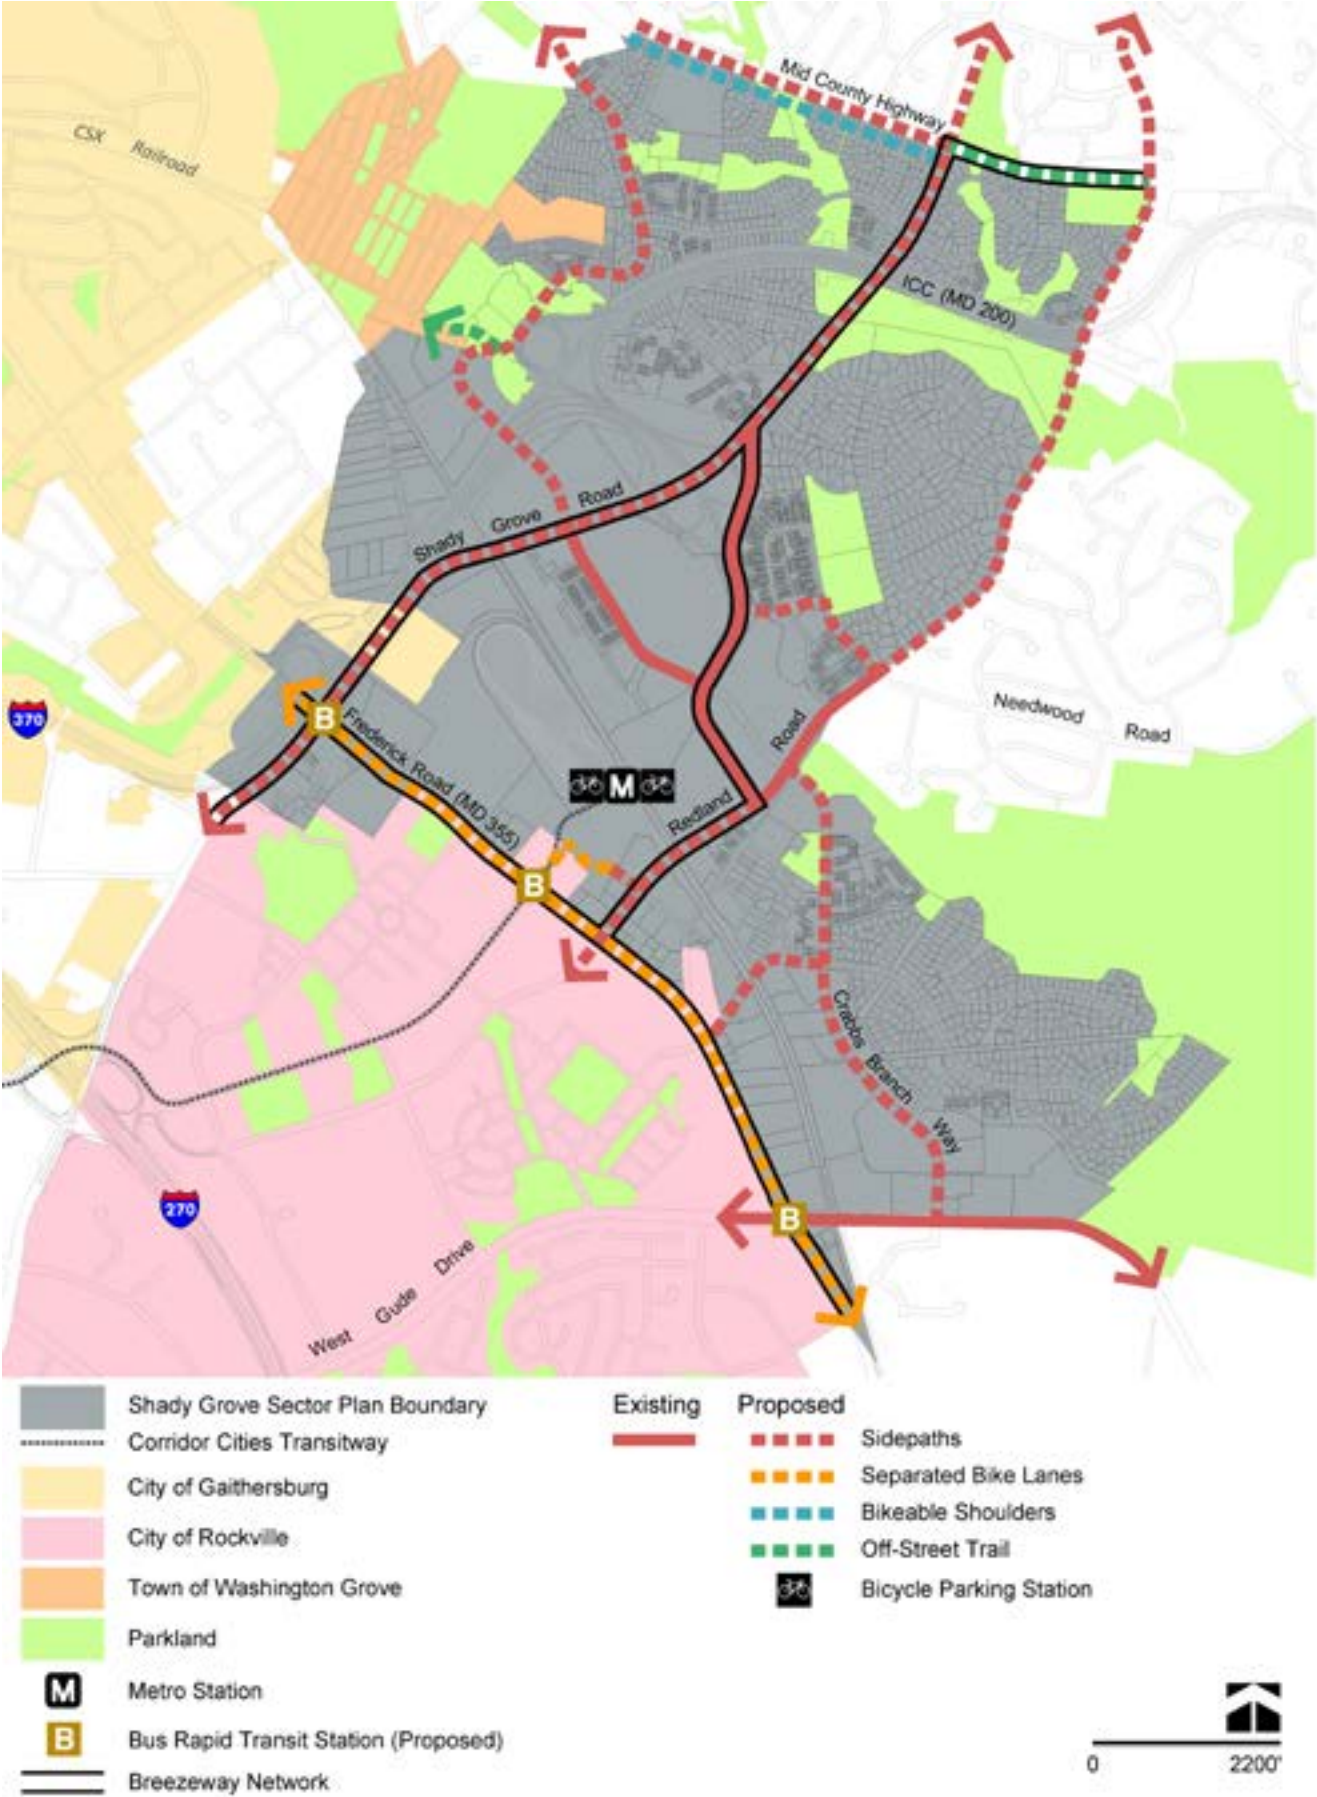 Mid County Highway
CSX Railroad
ICC (MD 200)
Shady Grove Road
370
B
Frederick Road (MD 355)
Needwood Road
M
Redland Road
B
Crabbs Branch Way
270
B
West Gude Drive
Shady Grove Sector Plan Boundary
Corridor Cities Transitway
City of Gaithersburg
City of Rockville
Town of Washington Grove
Parkland
M Metro Station
B Bus Rapid Transit Station (Proposed)
Breezeway Network
Existing Proposed
Sidepaths
Separated Bike Lanes
Bikeable Shoulders
Off-Street Trail
Bicycle Parking Station
0 2200'